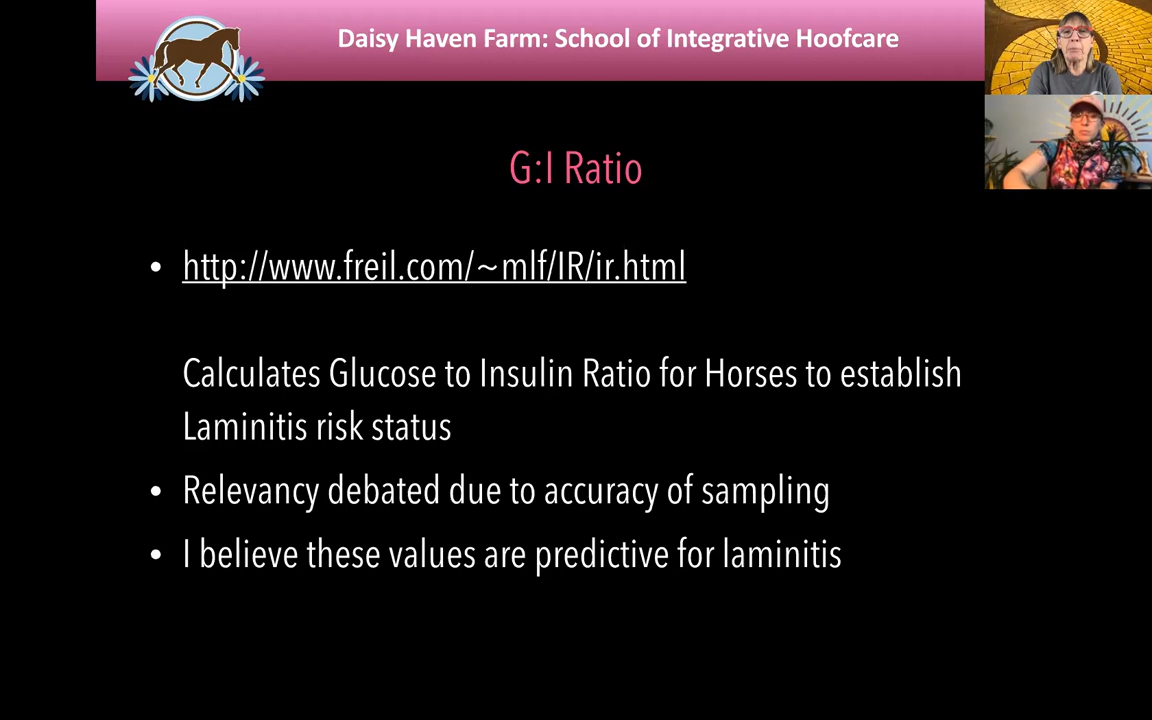 Daisy Haven Farm: School of Integrative Hoofcare
G:I Ratio
• http://www.freil.com/~mlf/IR/ir.html
Calculates Glucose to Insulin Ratio for Horses to establish
Laminitis risk status
• Relevancy debated due to accuracy of sampling
• I believe these values are predictive for laminitis